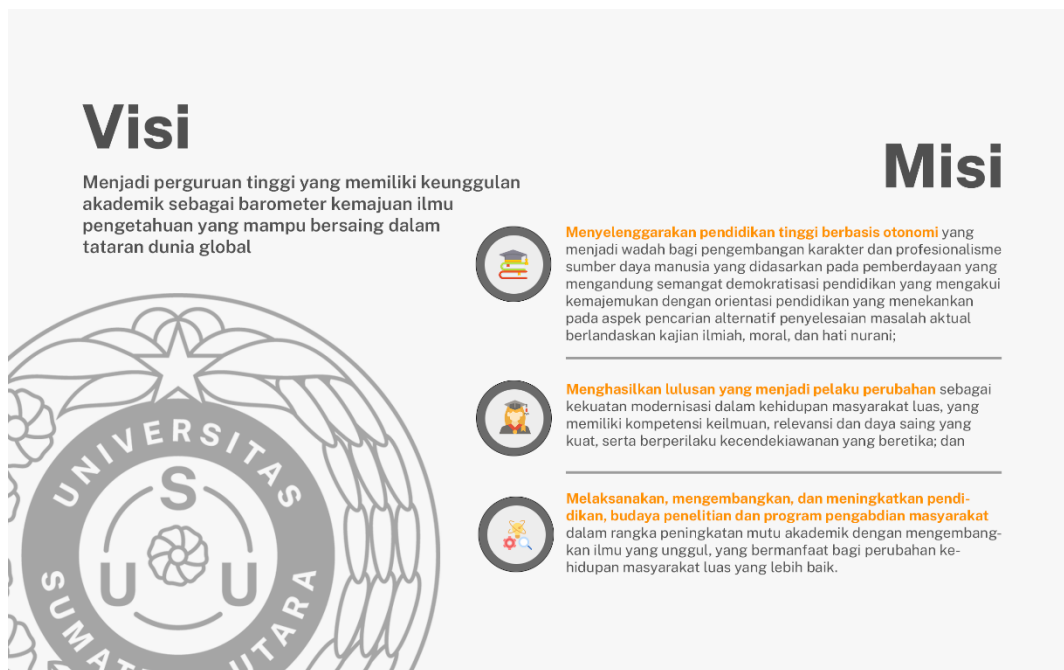 Visi
Menjadi perguruan tinggi yang memiliki keunggulan
akademik sebagai barometer kemajuan ilmu
pengetahuan yang mampu bersaing dalam
tataran dunia global
Misi
Menyelenggarakan pendidikan tinggi berbasis otonomi yang
menjadi wadah bagi pengembangan karakter dan profesionalisme
sumber daya manusia yang didasarkan pada pemberdayaan yang
mengandung semangat demokratisasi pendidikan yang mengakui
kemajemukan dengan orientasi pendidikan yang menekankan
pada aspek pencarian alternatif penyelesaian masalah aktual
berlandaskan kajian ilmiah, moral, dan hati nurani;
Menghasilkan lulusan yang menjadi pelaku perubahan sebagai
kekuatan modernisasi dalam kehidupan masyarakat luas, yang
memiliki kompetensi keilmuan, relevansi dan daya saing yang
kuat, serta berperilaku kecendekiawanan yang beretika; dan
Melaksanakan, mengembangkan, dan meningkatkan pendi-
dikan, budaya penelitian dan program pengabdian masyarakat
dalam rangka peningkatan mutu akademik dengan mengembang-
kan ilmu yang unggul, yang bermanfaat bagi perubahan ke-
hidupan masyarakat luas yang lebih baik.
UNIVERSITAS
S
U U
UTARA